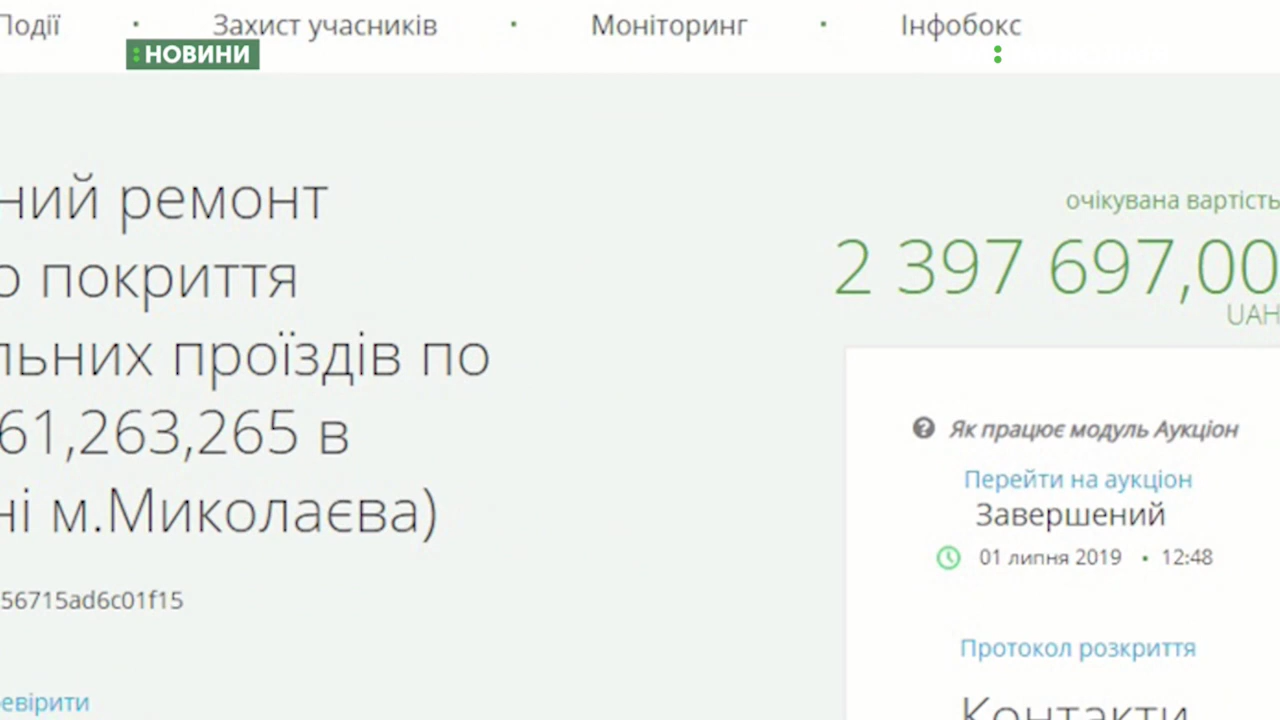 Події · Захист учасників · Моніторинг · Інфобокс
НОВИНИ
ний ремонт
о покриття
льних проїздів по
61,263,265 в
ні м.Миколаєва)
56715ad6c01f15
евірити
очікувана вартість
2 397 697,00
UAH
Як працює модуль Аукціон
Перейти на аукціон
Завершений
01 липня 2019 · 12:48
Протокол розкриття
Контакти